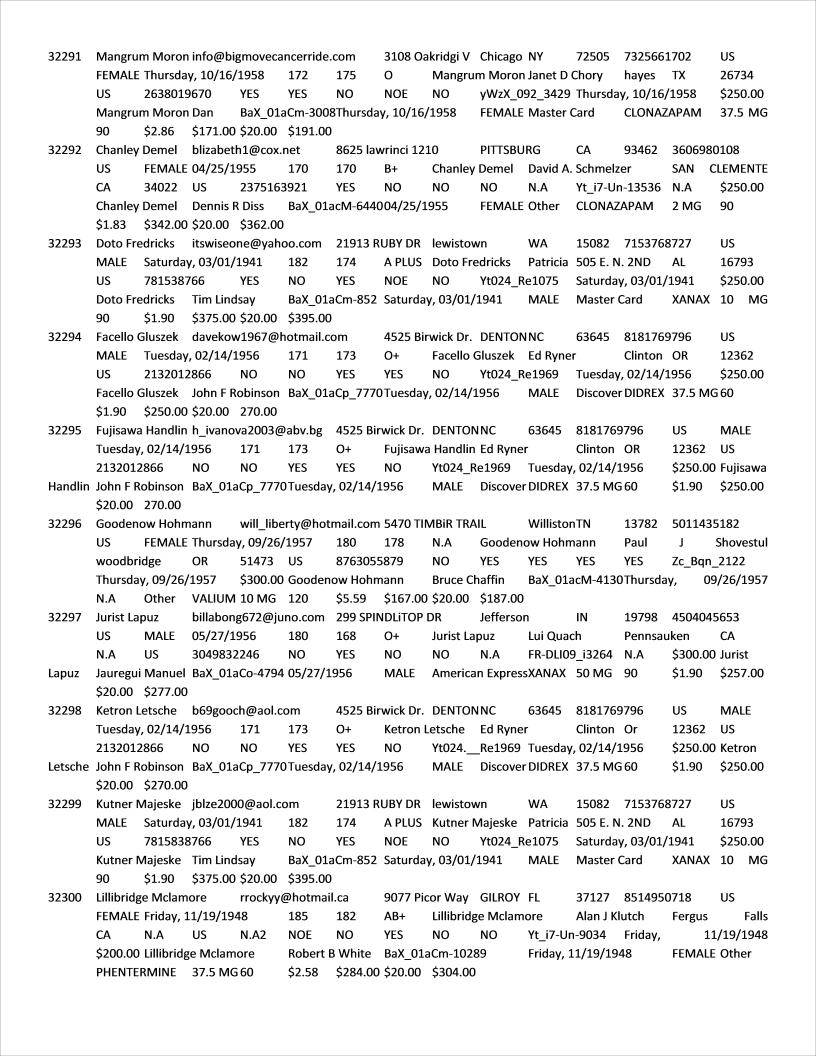 32291 Mangrum Moron info@bigmovecancerride.com 3108 Oakridgi V Chicago NY 72505 7325661702 US
FEMALE Thursday, 10/16/1958 172 175 O Mangrum Moron Janet D Chory hayes TX 26734
US 2638019670 YES YES NO NOE NO yWzX_092_3429 Thursday, 10/16/1958 $250.00
Mangrum Moron Dan BaX_01aCm-3008Thursday, 10/16/1958 FEMALE Master Card CLONAZAPAM 37.5 MG
90 $2.86 $171.00 $20.00 $191.00
32292 Chanley Demel blizabeth1@cox.net 8625 lawrinci 1210 PITTSBURG CA 93462 3606980108
US FEMALE 04/25/1955 170 170 B+ Chanley Demel David A. Schmelzer SAN CLEMENTE
CA 34022 US 2375163921 YES NO NO NO N.A Yt_i7-Un-13536 N.A $250.00
Chanley Demel Dennis R Diss BaX_01acM-644004/25/1955 FEMALE Other CLONAZAPAM 2 MG 90
$1.83 $342.00 $20.00 $362.00
32293 Doto Fredricks itswiseone@yahoo.com 21913 RUBY DR lewistown WA 15082 7153768727 US
MALE Saturday, 03/01/1941 182 174 A PLUS Doto Fredricks Patricia 505 E. N. 2ND AL 16793
US 781538766 YES NO YES NOE NO Yt024_Re1075 Saturday, 03/01/1941 $250.00
Doto Fredricks Tim Lindsay BaX_01aCm-852 Saturday, 03/01/1941 MALE Master Card XANAX 10 MG
90 $1.90 $375.00 $20.00 $395.00
32294 Facello Gluszek davekow1967@hotmail.com 4525 Birwick Dr. DENTONNC 63645 8181769796 US
MALE Tuesday, 02/14/1956 171 173 O+ Facello Gluszek Ed Ryner Clinton OR 12362
US 2132012866 NO NO YES YES NO Yt024_Re1969 Tuesday, 02/14/1956 $250.00
Facello Gluszek John F Robinson BaX_01aCp_7770Tuesday, 02/14/1956 MALE Discover DIDREX 37.5 MG60
$1.90 $250.00 $20.00 270.00
32295 Fujisawa Handlin h_ivanova2003@abv.bg 4525 Birwick Dr. DENTONNC 63645 8181769796 US MALE
Tuesday, 02/14/1956 171 173 O+ Fujisawa Handlin Ed Ryner Clinton OR 12362 US
2132012866 NO NO YES YES NO Yt024_Re1969 Tuesday, 02/14/1956 $250.00 Fujisawa
Handlin John F Robinson BaX_01aCp_7770Tuesday, 02/14/1956 MALE Discover DIDREX 37.5 MG60 $1.90 $250.00
$20.00 270.00
32296 Goodenow Hohmann will_liberty@hotmail.com 5470 TIMBiR TRAIL WillistonTN 13782 5011435182
US FEMALE Thursday, 09/26/1957 180 178 N.A Goodenow Hohmann Paul J Shovestul
woodbridge OR 51473 US 8763055879 NO YES YES YES YES Zc_Bqn_2122
Thursday, 09/26/1957 $300.00 Goodenow Hohmann Bruce Chaffin BaX_01acM-4130Thursday, 09/26/1957
N.A Other VALIUM 10 MG 120 $5.59 $167.00 $20.00 $187.00
32297 Jurist Lapuz billabong672@juno.com 299 SPINDLiTOP DR Jefferson IN 19798 4504045653
US MALE 05/27/1956 180 168 O+ Jurist Lapuz Lui Quach Pennsauken CA
N.A US 3049832246 NO YES NO NO N.A FR-DLI09_i3264 N.A $300.00 Jurist
Lapuz Jauregui Manuel BaX_01aCo-4794 05/27/1956 MALE American ExpressXANAX 50 MG 90 $1.90 $257.00
$20.00 $277.00
32298 Ketron Letsche b69gooch@aol.com 4525 Birwick Dr. DENTONNC 63645 8181769796 US MALE
Tuesday, 02/14/1956 171 173 O+ Ketron Letsche Ed Ryner Clinton Or 12362 US
2132012866 NO NO YES YES NO Yt024.__Re1969 Tuesday, 02/14/1956 $250.00 Ketron
Letsche John F Robinson BaX_01aCp_7770Tuesday, 02/14/1956 MALE Discover DIDREX 37.5 MG60 $1.90 $250.00
$20.00 $270.00
32299 Kutner Majeske jblze2000@aol.com 21913 RUBY DR lewistown WA 15082 7153768727 US
MALE Saturday, 03/01/1941 182 174 A PLUS Kutner Majeske Patricia 505 E. N. 2ND AL 16793
US 7815838766 YES NO YES NOE NO Yt024_Re1075 Saturday, 03/01/1941 $250.00
Kutner Majeske Tim Lindsay BaX_01aCm-852 Saturday, 03/01/1941 MALE Master Card XANAX 10 MG
90 $1.90 $375.00 $20.00 $395.00
32300 Lillibridge Mclamore rrockyy@hotmail.ca 9077 Picor Way GILROY FL 37127 8514950718 US
FEMALE Friday, 11/19/1948 185 182 AB+ Lillibridge Mclamore Alan J Klutch Fergus Falls
CA N.A US N.A2 NOE NO YES NO NO Yt_i7-Un-9034 Friday, 11/19/1948
$200.00 Lillibridge Mclamore Robert B White BaX_01aCm-10289 Friday, 11/19/1948 FEMALE Other
PHENTERMINE 37.5 MG60 $2.58 $284.00 $20.00 $304.00